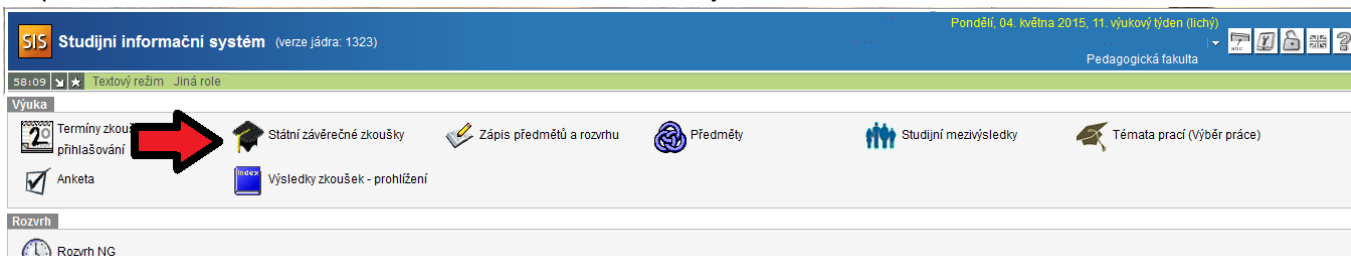 Pondělí, 04. května 2015, 11. výukový týden (lichý)
SIS Studijní informační systém (verze jádra: 1323)
Pedagogická fakulta
58:09 Textový režim Jiná role
Výuka
Termíny
přihlašování
Státní závěrečné zkoušky
Zápis předmětů a rozvrhu
Předměty
Studijní mezivýsledky
Témata prací (Výběr práce)
Anketa
Index
Výsledky zkoušek - prohlížení
Rozvrh
Rozvrh NG